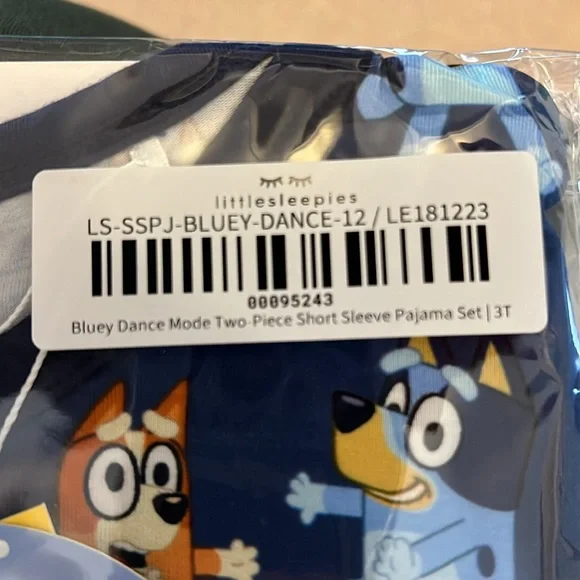 littlesleepies
LS-SSPJ-BLUEY-DANCE-12 / LE181223
00095243
Bluey Dance Mode Two-Piece Short Sleeve Pajama Set | 3T